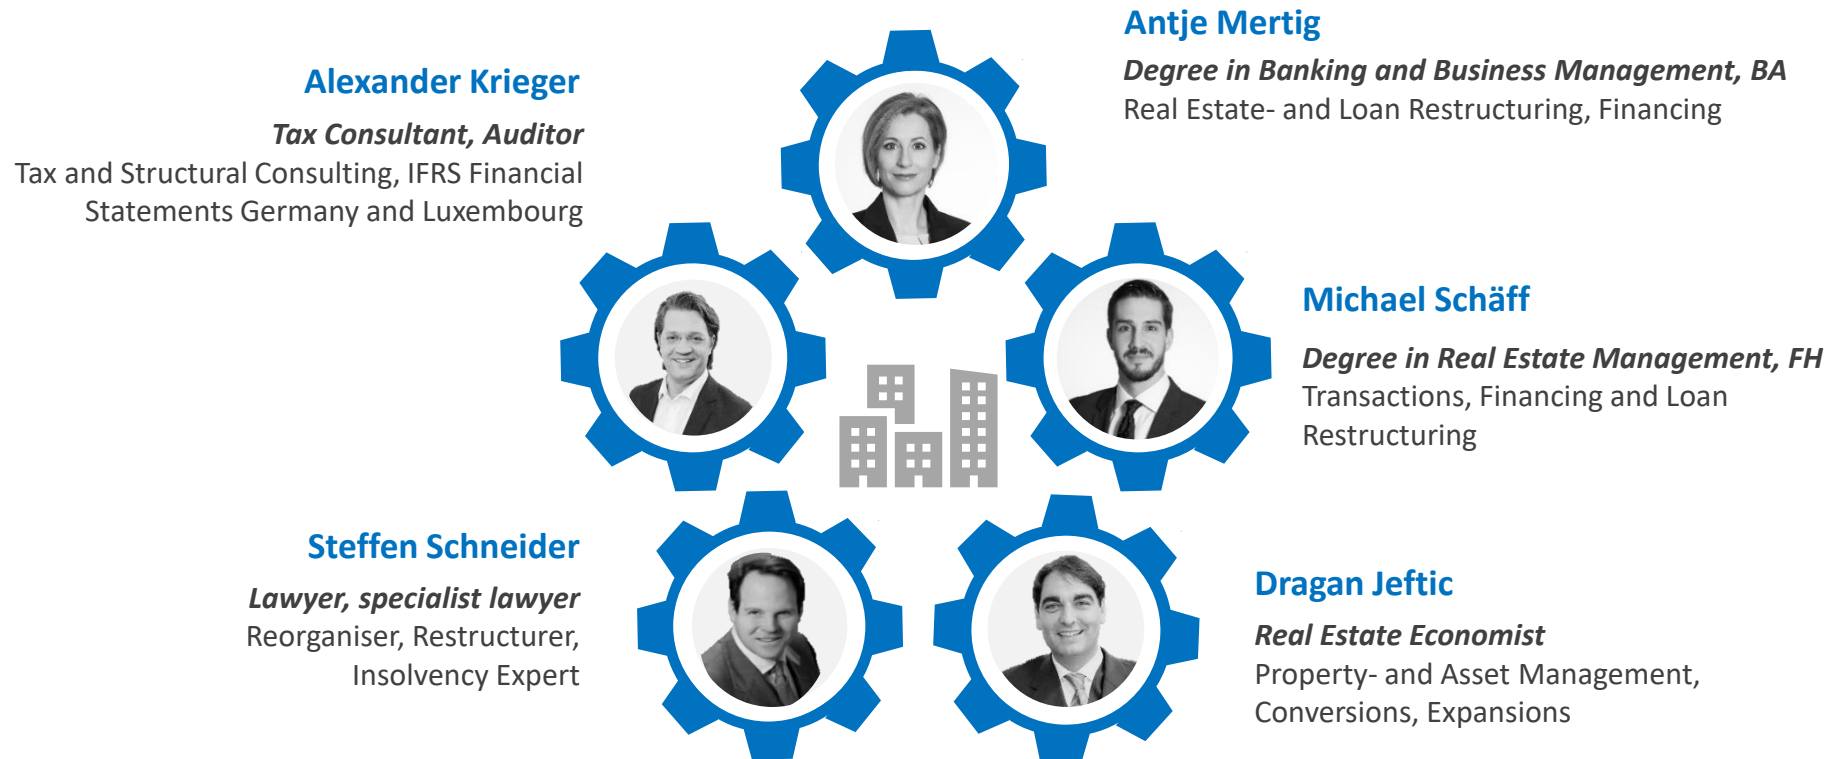 Antje Mertig
Degree in Banking and Business Management, BA
Real Estate- and Loan Restructuring, Financing
Alexander Krieger
Tax Consultant, Auditor
Tax and Structural Consulting, IFRS Financial
Statements Germany and Luxembourg
Michael Schäff
Degree in Real Estate Management, FH
Transactions, Financing and Loan
Restructuring
Steffen Schneider
Lawyer, specialist lawyer
Reorganiser, Restructurer,
Insolvency Expert
Dragan Jeftic
Real Estate Economist
Property- and Asset Management,
Conversions, Expansions